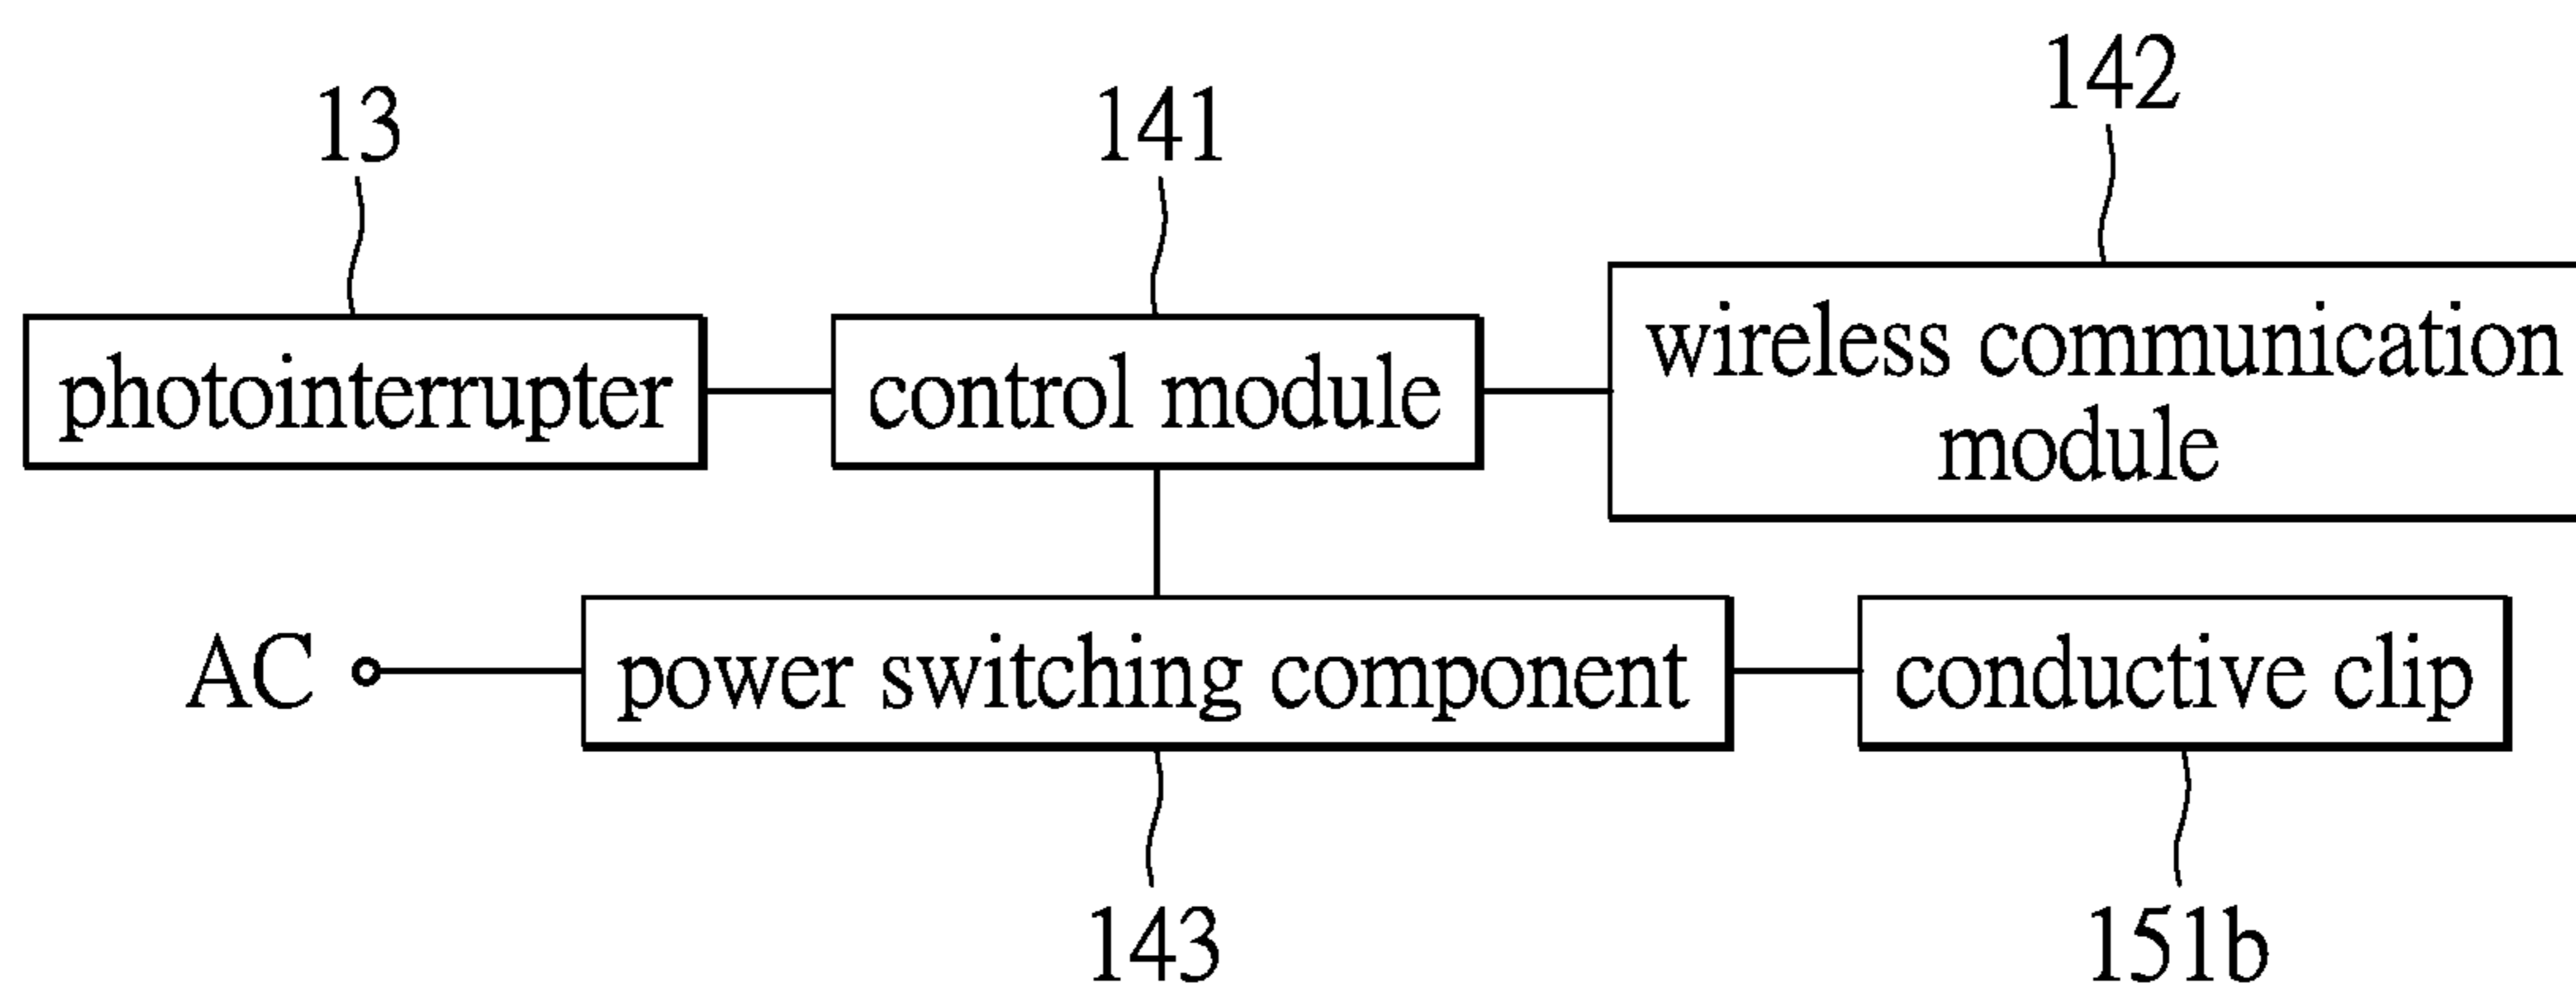 13
141
142
photointerrupter
control module
wireless communication
module
AC
power switching component
conductive clip
143
151b